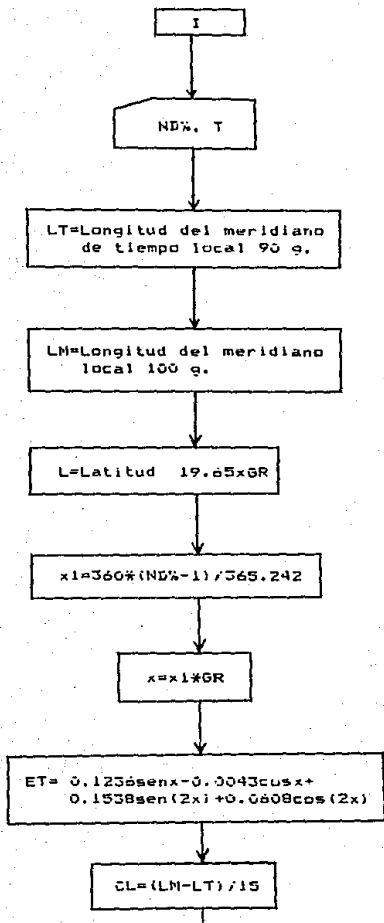 I
ND%, T
LT=Longitud del meridiano
de tiempo local 90 g.
LM=Longitud del meridiano
local 100 g.
L=Latitud 19.65xGR
x1=360*(ND%-1)/365.242
x=x1*GR
ET= 0.1236senx-0.0043cosx+
0.1538sen(2x)+0.0608cos(2x)
CL=(LM-LT)/15